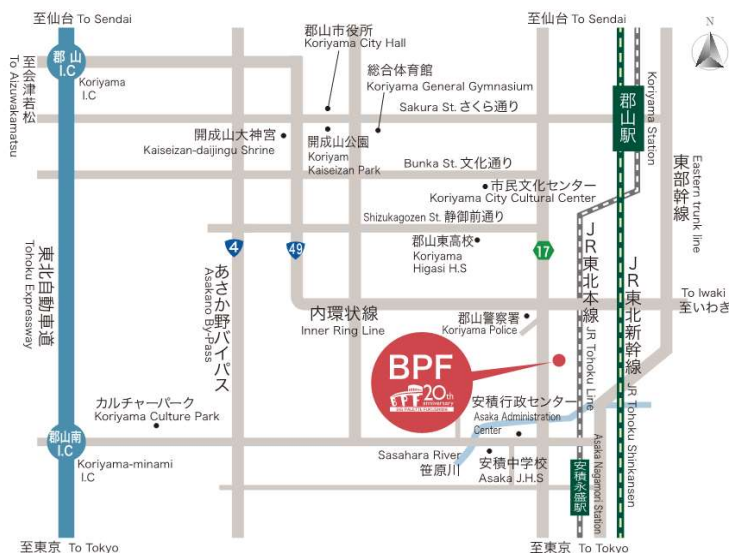 至仙台 To Sendai
至仙台 To Sendai
N
郡山
I.C
Koriyama
I.C
至会津若松
To Aizuwakamatsu
郡山市役所
Koriyama City Hall
総合体育館
Koriyama General Gymnasium
Sakura St. さくら通り
郡山駅
Koriyama Station
開成山大神宮
Kaiseizan-daijingu Shrine
開成山公園
Koriyam
Kaiseizan Park
Bunka St. 文化通り
東部幹線
Eastern trunk line
市民文化センター
Koriyama City Cultural Center
Shizukagozen St. 静御前通り
4
49
17
郡山東高校
Koriyama
Higasi H.S
東北自動車道
Tohoku Expressway
あさか野バイパス
Asakano By-Pass
JR東北本線
JR Tohoku Line
JR東北新幹線
JR Tohoku Shinkansen
To Iwaki
至いわき
内環状線
Inner Ring Line
郡山警察署
Koriyama Police
BPF
BPF
20th
anniversary
カルチャーパーク
Koriyama Culture Park
安積行政センター
Asaka Administration
Center
郡山南
I.C
Koriyama-minami
I.C
Sasahara River
笹原川
安積中学校
Asaka J.H.S
安積永盛駅
Asaka Nagamori Station
至東京 To Tokyo
至東京 To Tokyo